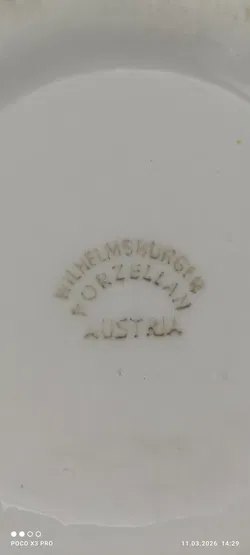 WILHELMSBURGER
PORZELLAN
AUSTRIA
POCO X3 PRO
11.03.2026 14:29